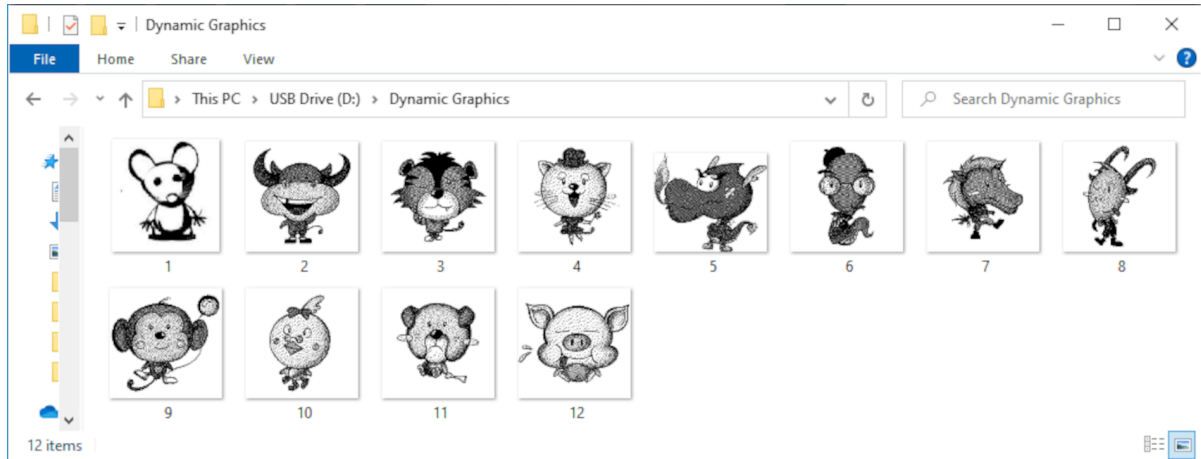 Dynamic Graphics
File Home Share View
This PC USB Drive (D:) Dynamic Graphics Search Dynamic Graphics
1 2 3 4 5 6 7 8
9 10 11 12
12 items